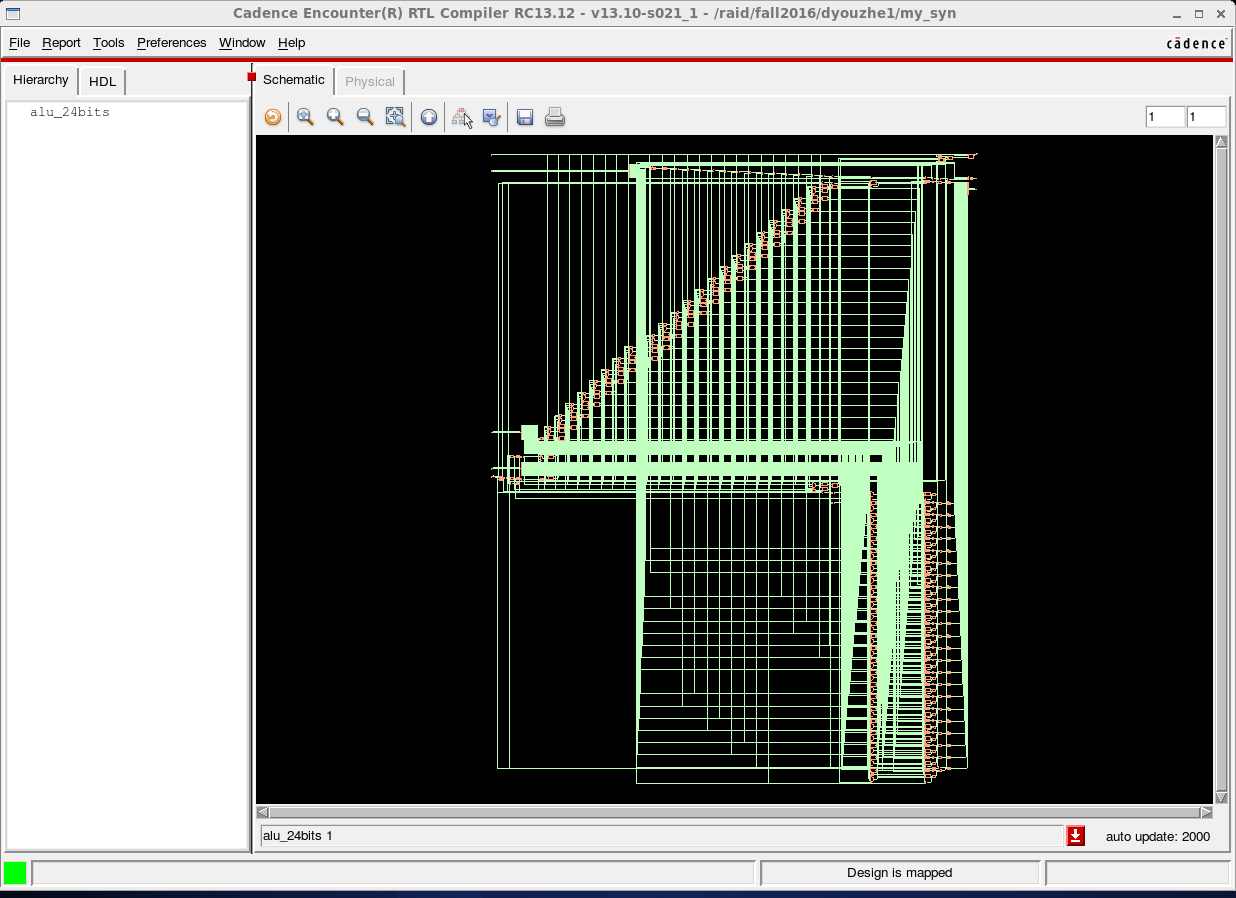 Cadence Encounter(R) RTL Compiler RC13.12 - v13.10-s021_1 - /raid/fall2016/dyouzhe1/my_syn
File Report Tools Preferences Window Help
cādence
Hierarchy HDL
Schematic Physical
alu_24bits
1 1
alu_24bits 1
auto update: 2000
Design is mapped